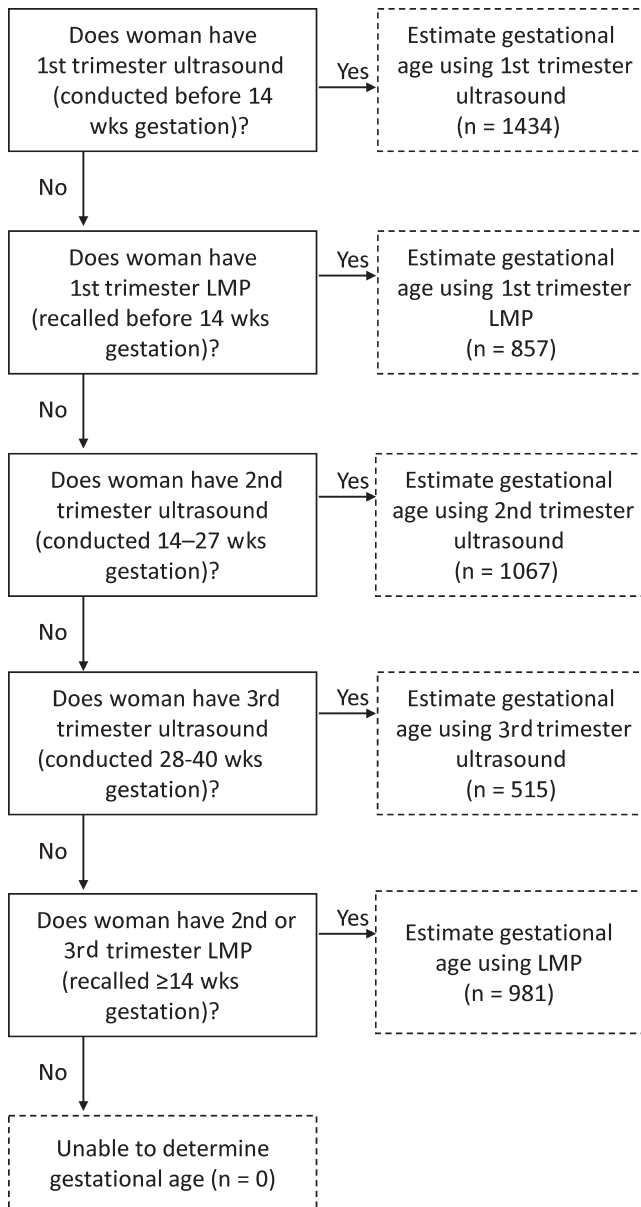 Does woman have
1st trimester ultrasound
(conducted before 14
wks gestation)?
Yes
Estimate gestational
age using 1st trimester
ultrasound
(n = 1434)
No
Does woman have
1st trimester LMP
(recalled before 14 wks
gestation)?
Yes
Estimate gestational
age using 1st trimester
LMP
(n = 857)
No
Does woman have 2nd
trimester ultrasound
(conducted 14–27 wks
gestation)?
Yes
Estimate gestational
age using 2nd trimester
ultrasound
(n = 1067)
No
Does woman have 3rd
trimester ultrasound
(conducted 28-40 wks
gestation)?
Yes
Estimate gestational
age using 3rd trimester
ultrasound
(n = 515)
No
Does woman have 2nd or
3rd trimester LMP
(recalled ≥14 wks
gestation)?
Yes
Estimate gestational
age using LMP
(n = 981)
No
Unable to determine
gestational age (n = 0)